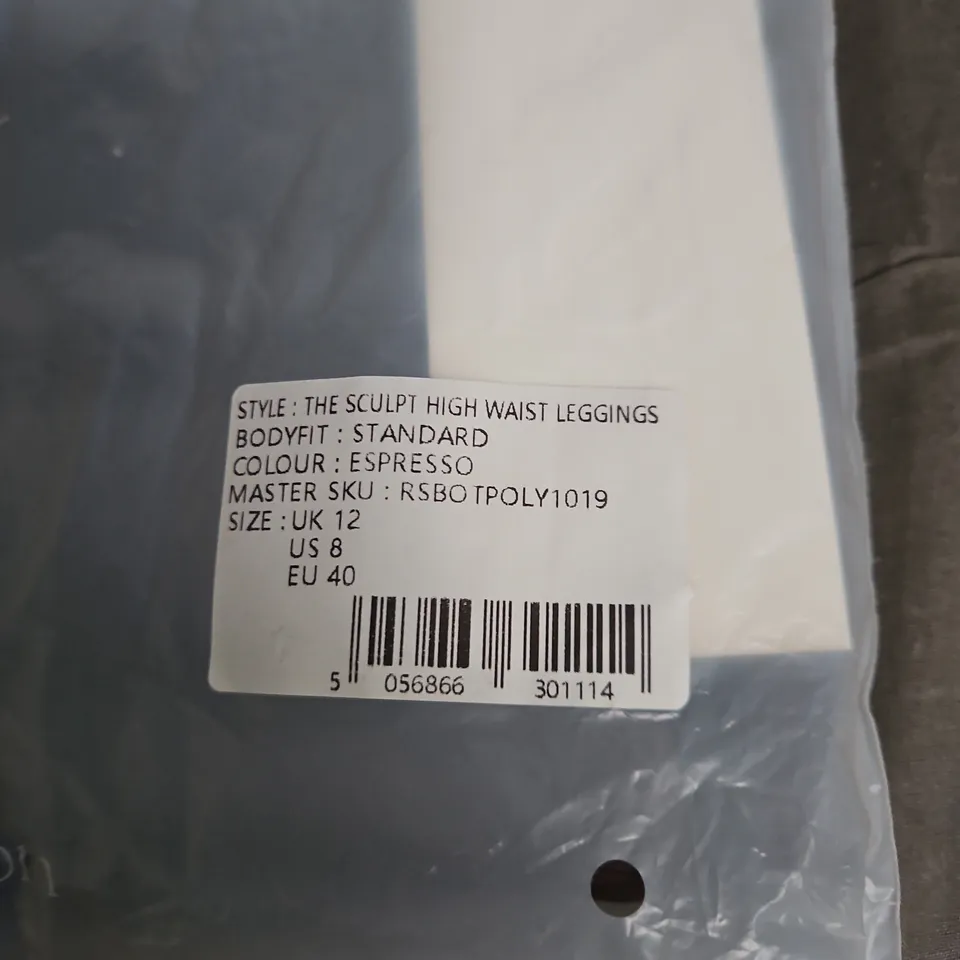 STYLE : THE SCULPT HIGH WAIST LEGGINGS
BODYFIT : STANDARD
COLOUR : ESPRESSO
MASTER SKU : RSBOTPOLY1019
SIZE : UK 12
US 8
EU 40
5 056866 301114